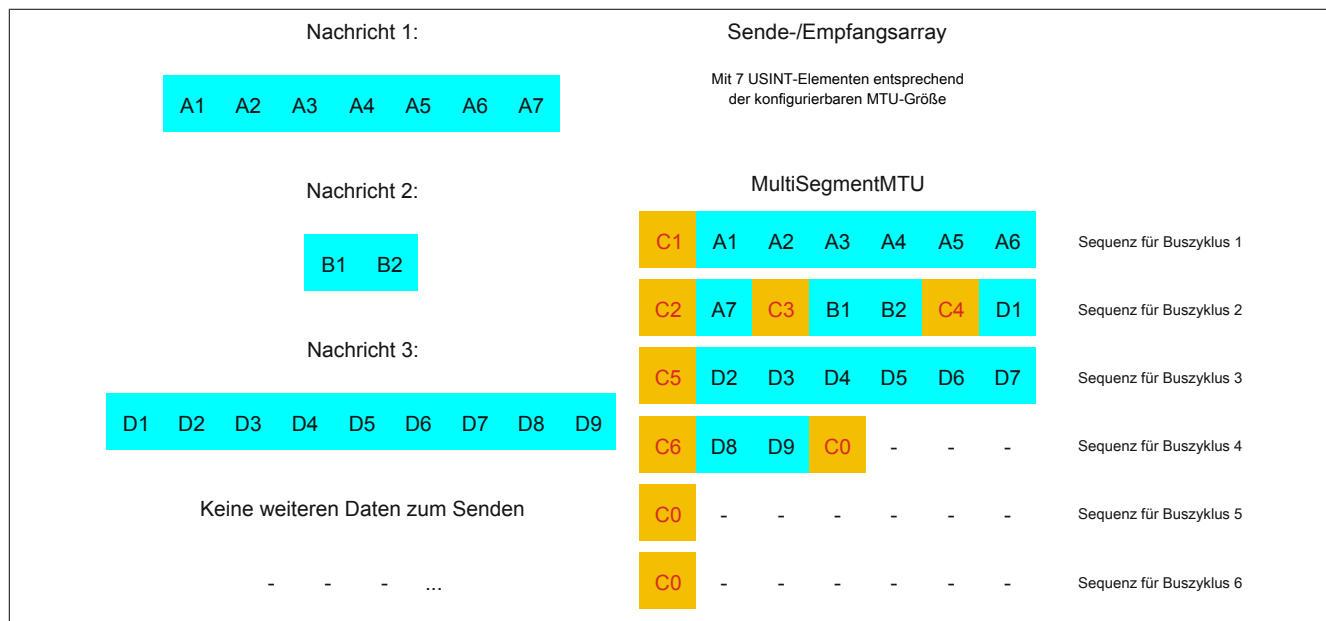 Nachricht 1:
A1 A2 A3 A4 A5 A6 A7
Nachricht 2:
B1 B2
Nachricht 3:
D1 D2 D3 D4 D5 D6 D7 D8 D9
Keine weiteren Daten zum Senden
- - - ...
Sende-/Empfangsarray
Mit 7 USINT-Elementen entsprechend
der konfigurierbaren MTU-Größe
MultiSegmentMTU
C1 A1 A2 A3 A4 A5 A6 Sequenz für Buszyklus 1
C2 A7 C3 B1 B2 C4 D1 Sequenz für Buszyklus 2
C5 D2 D3 D4 D5 D6 D7 Sequenz für Buszyklus 3
C6 D8 D9 C0 - - - Sequenz für Buszyklus 4
C0 - - - - - - Sequenz für Buszyklus 5
C0 - - - - - - Sequenz für Buszyklus 6